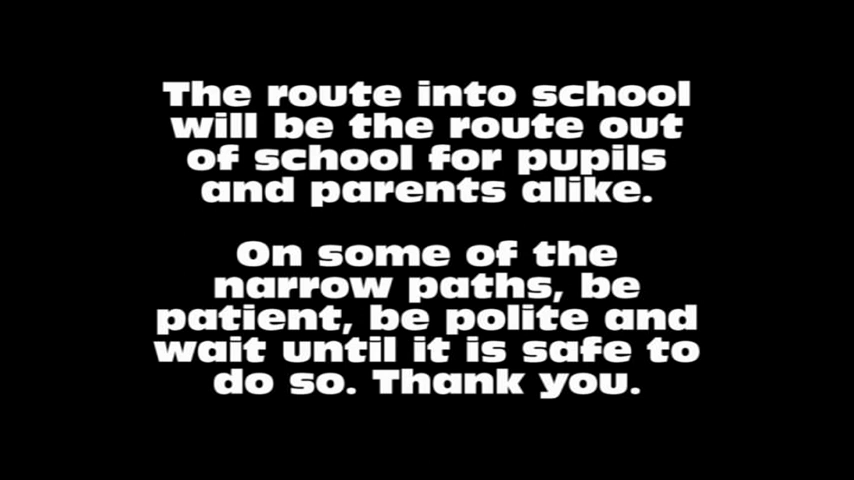 The route into school
will be the route out
of school for pupils
and parents alike.
On some of the
narrow paths, be
patient, be polite and
wait until it is safe to
do so. Thank you.